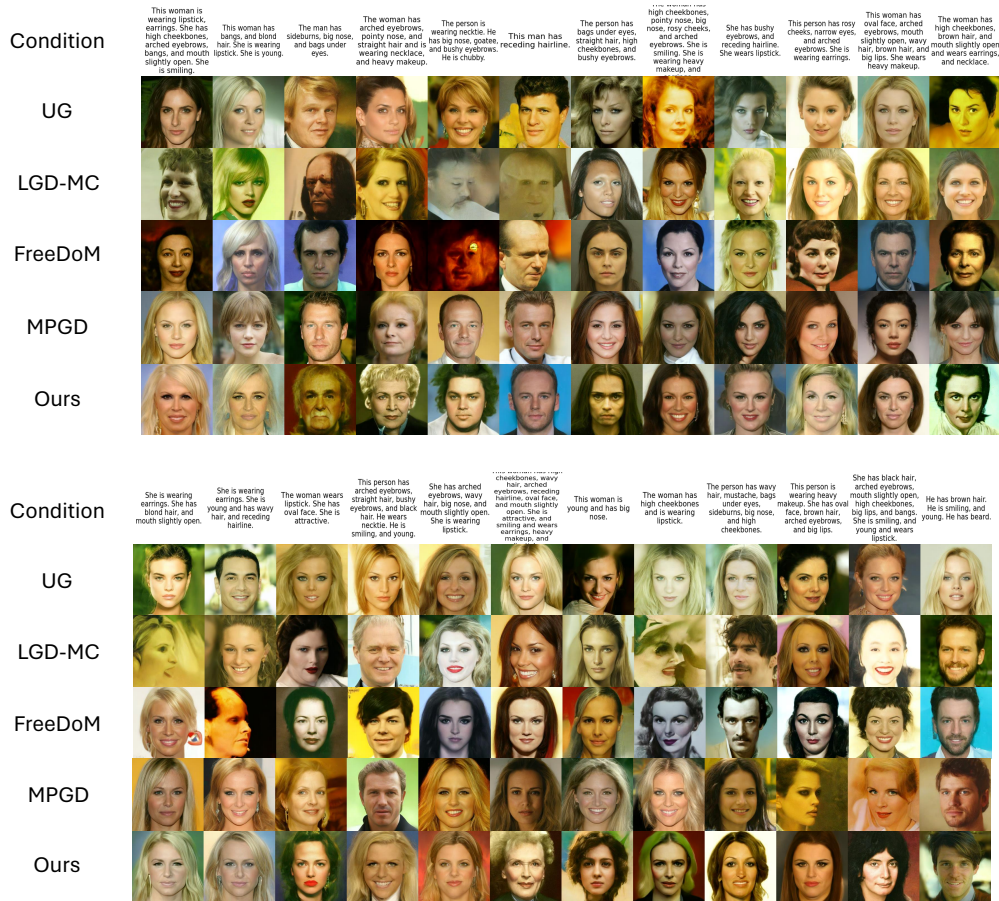 Condition
This woman is
wearing lipstick,
earrings. She has
high cheekbones,
arched eyebrows,
bangs, and mouth
slightly open. She
is smiling.
This woman has
bangs, and blond
hair. She is wearing
lipstick. She is young.
The man has
sideburns, big nose,
and bags under
eyes.
The woman has
arched eyebrows,
pointy nose, and
straight hair and is
wearing necklace,
and heavy makeup.
The person is
wearing necktie. He
has big nose, goatee,
and bushy eyebrows.
He is chubby.
This man has
receding hairline.
The person has
bags under eyes,
straight hair, high
cheekbones, and
bushy eyebrows.
high cheekbones,
pointy nose, big
nose, rosy cheeks,
and arched
eyebrows. She is
smiling. She is
wearing heavy
makeup, and
She has bushy
eyebrows, and
receding hairline.
She wears lipstick.
This person has rosy
cheeks, narrow eyes,
and arched
eyebrows. She is
wearing earrings.
This woman has
oval face, arched
eyebrows, mouth
slightly open, wavy
hair, brown hair, and
big lips. She wears
heavy makeup.
The woman has
high cheekbones,
brown hair, and
mouth slightly open
and wears earrings,
and necklace.
UG
LGD-MC
FreeDoM
MPGD
Ours
Condition
She is wearing
earrings. She has
blond hair, and
mouth slightly open.
She is wearing
earrings. She is
young and has wavy
hair, and receding
hairline.
The woman wears
lipstick. She has
oval face. She is
attractive.
This person has
arched eyebrows,
straight hair, bushy
eyebrows, and black
hair. He wears
necktie. He is
smiling, and young.
She has arched
eyebrows, wavy
hair, big nose, and
mouth slightly open.
She is wearing
lipstick.
cheekbones, wavy
hair, arched
eyebrows, receding
hairline, oval face,
and mouth slightly
open. She is
attractive, and
smiling and wears
earrings, heavy
makeup, and
This woman is
young and has big
nose.
The woman has
high cheekbones
and is wearing
lipstick.
The person has wavy
hair, mustache, bags
under eyes,
sideburns, big nose,
and high
cheekbones.
This person is
wearing heavy
makeup. She has oval
face, brown hair,
arched eyebrows,
and big lips.
She has black hair,
arched eyebrows,
mouth slightly open,
high cheekbones,
big lips, and bangs.
She is smiling, and
young and wears
lipstick.
He has brown hair.
He is smiling, and
young. He has beard.
UG
LGD-MC
FreeDoM
MPGD
Ours